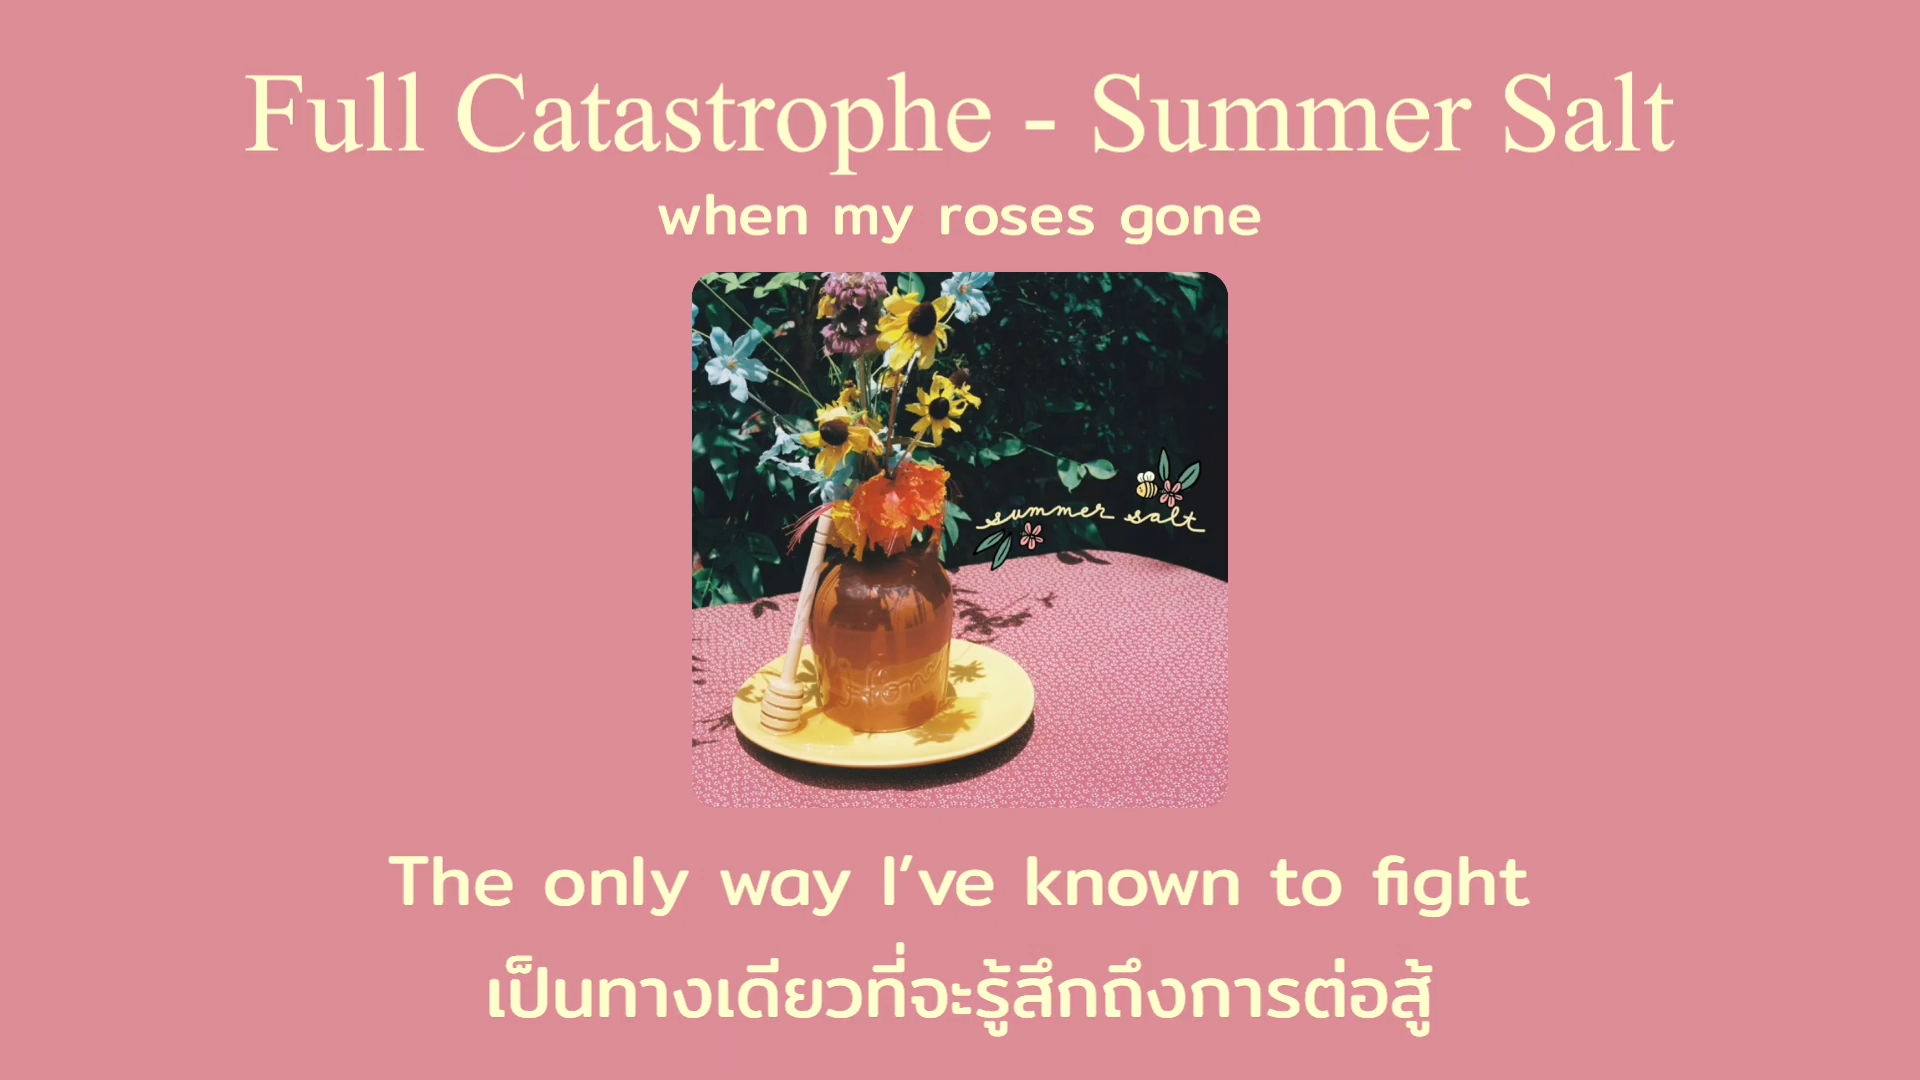 Full Catastrophe - Summer Salt
when my roses gone
summer salt
The only way I’ve known to fight
เป็นทางเดียวที่จะรู้สึกถึงการต่อสู้